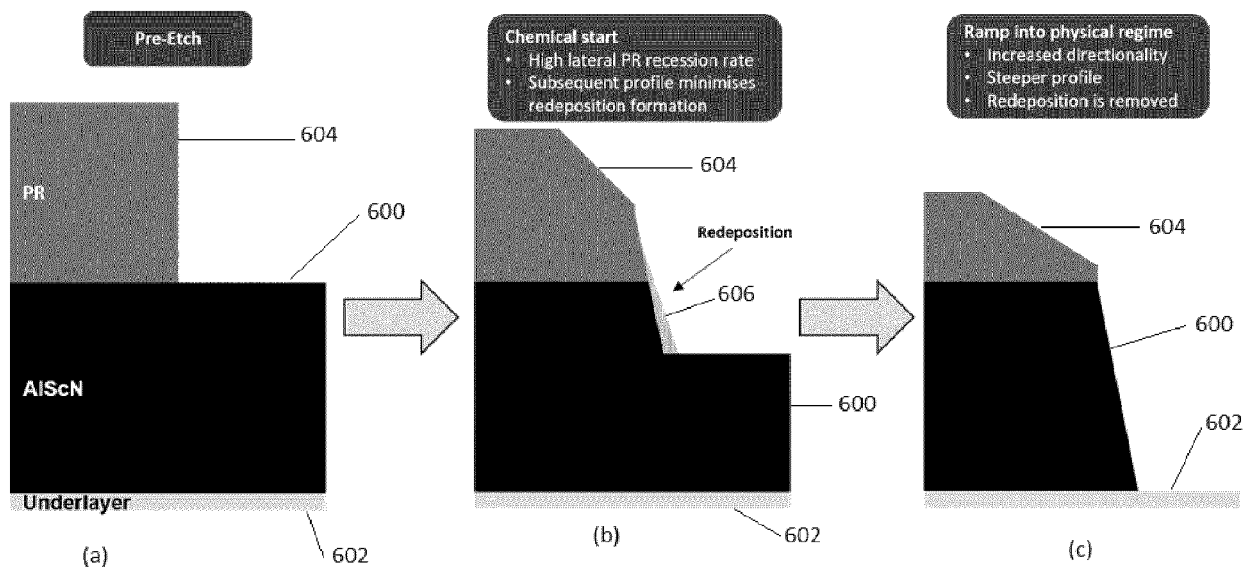 Pre-Etch
604
PR
600
AlScN
Underlayer
602
(a)
Chemical start
• High lateral PR recession rate
• Subsequent profile minimises
redeposition formation
604
Redeposition
606
600
602
(b)
Ramp into physical regime
• Increased directionality
• Steeper profile
• Redeposition is removed
604
600
602
(c)